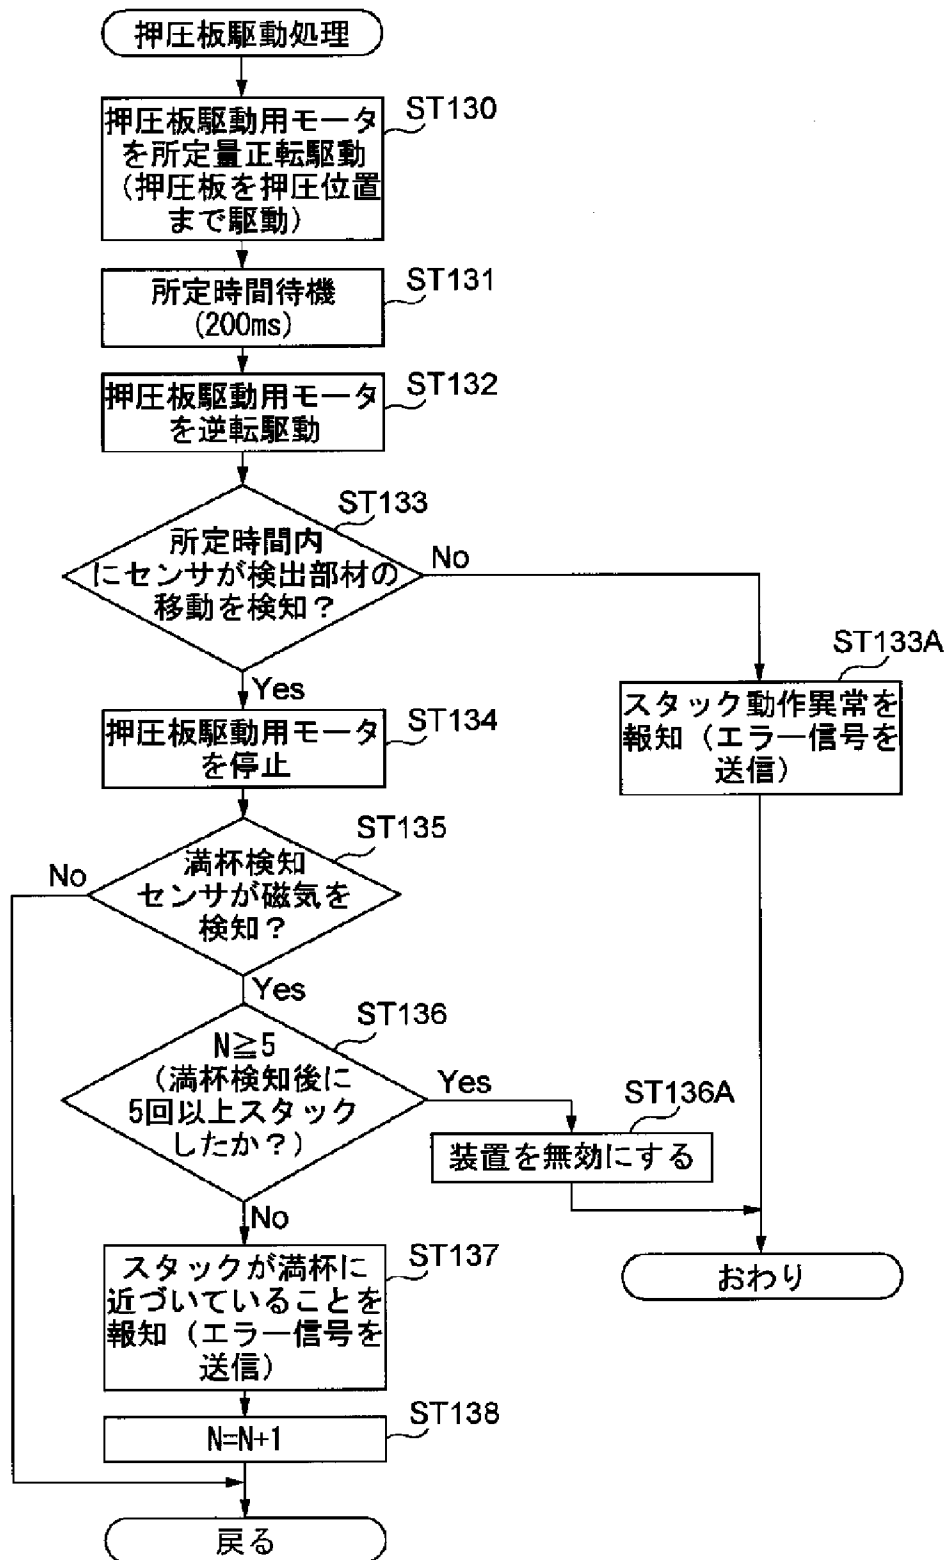 押圧板駆動処理
ST130
押圧板駆動用モータ
を所定量正転駆動
（押圧板を押圧位置
まで駆動）
ST131
所定時間待機
(200ms)
ST132
押圧板駆動用モータ
を逆転駆動
ST133
所定時間内
にセンサが検出部材の
移動を検知？
No
Yes
ST133A
スタック動作異常を
報知（エラー信号を
送信）
ST134
押圧板駆動用モータ
を停止
ST135
満杯検知
センサが磁気を
検知？
No
Yes
ST136
N≧5
（満杯検知後に
5回以上スタック
したか？）
Yes
ST136A
装置を無効にする
No
ST137
スタックが満杯に
近づいていることを
報知（エラー信号を
送信）
おわり
ST138
N=N+1
戻る